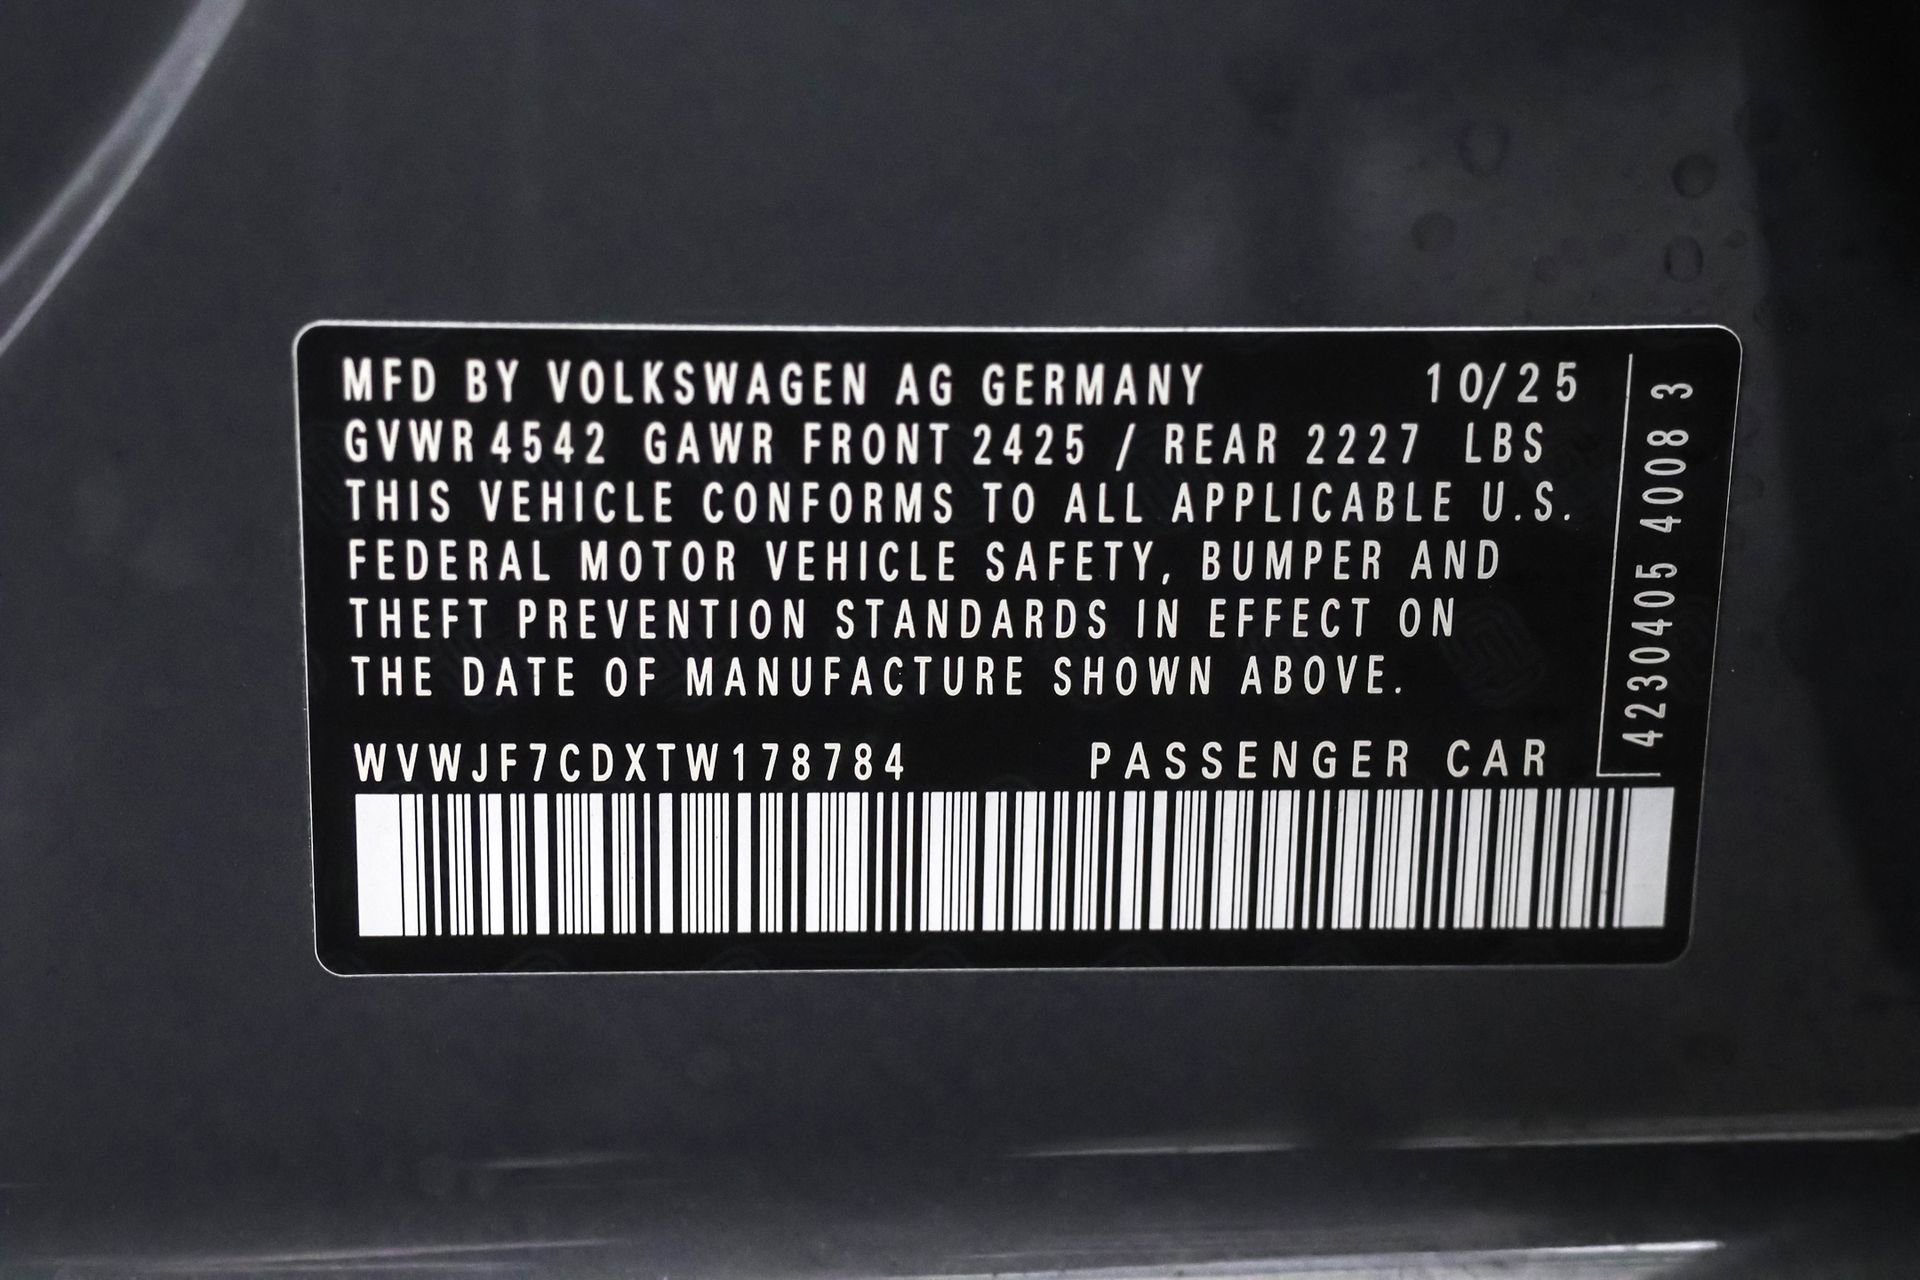 MFD BY VOLKSWAGEN AG GERMANY 10/25
GVWR 4542 GAWR FRONT 2425 / REAR 2227 LBS
THIS VEHICLE CONFORMS TO ALL APPLICABLE U.S.
FEDERAL MOTOR VEHICLE SAFETY, BUMPER AND
THEFT PREVENTION STANDARDS IN EFFECT ON
THE DATE OF MANUFACTURE SHOWN ABOVE.
WVWJF7CDXTW178784 PASSENGER CAR
4230405 4008 3